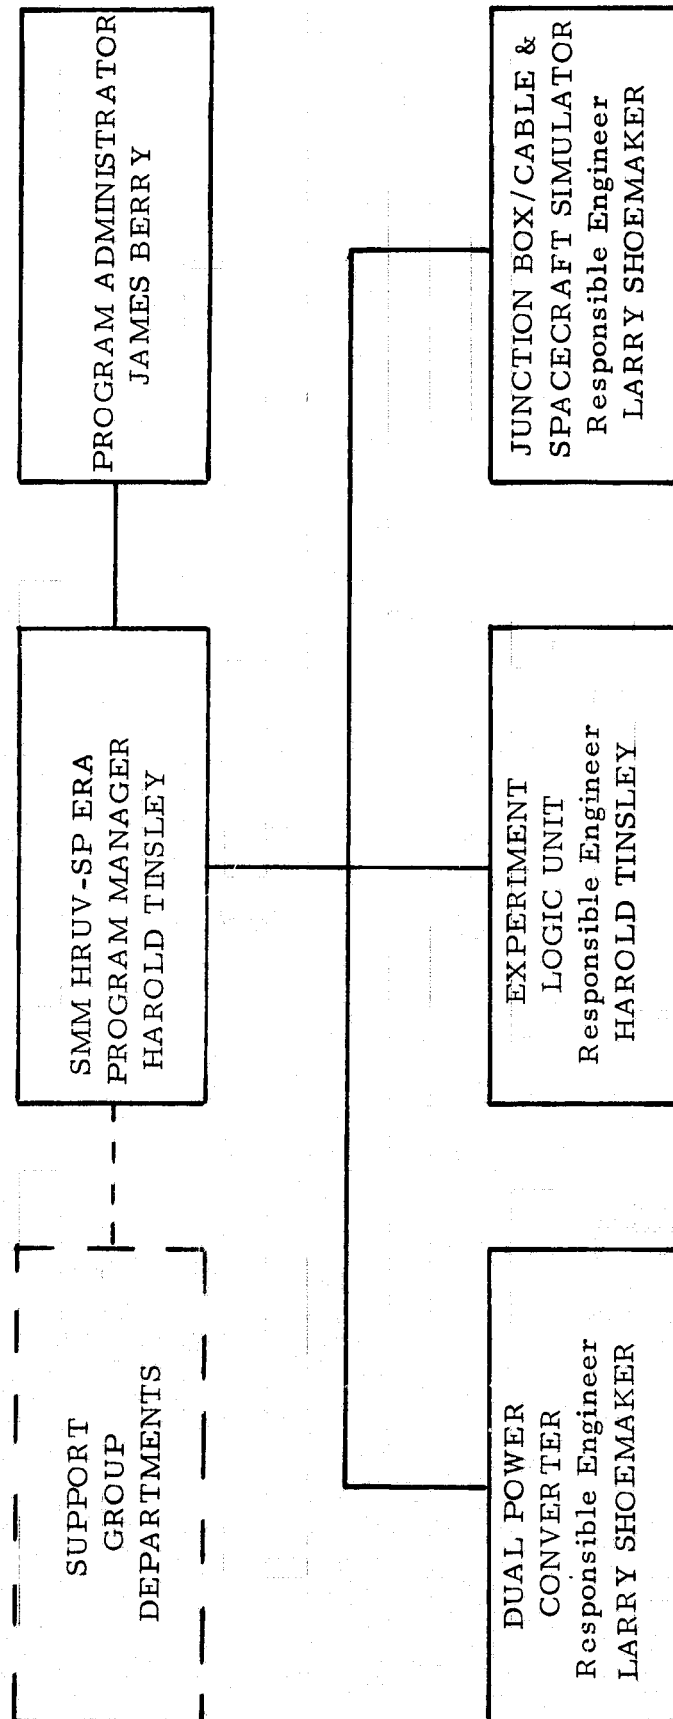 SUPPORT
GROUP
DEPARTMENTS
SMM HRUV-SP ERA
PROGRAM MANAGER
HAROLD TINSLEY
PROGRAM ADMINISTRATOR
JAMES BERRY
DUAL POWER
CONVERTER
Responsible Engineer
LARRY SHOEMAKER
EXPERIMENT
LOGIC UNIT
Responsible Engineer
HAROLD TINSLEY
JUNCTION BOX/CABLE &
SPACECRAFT SIMULATOR
Responsible Engineer
LARRY SHOEMAKER